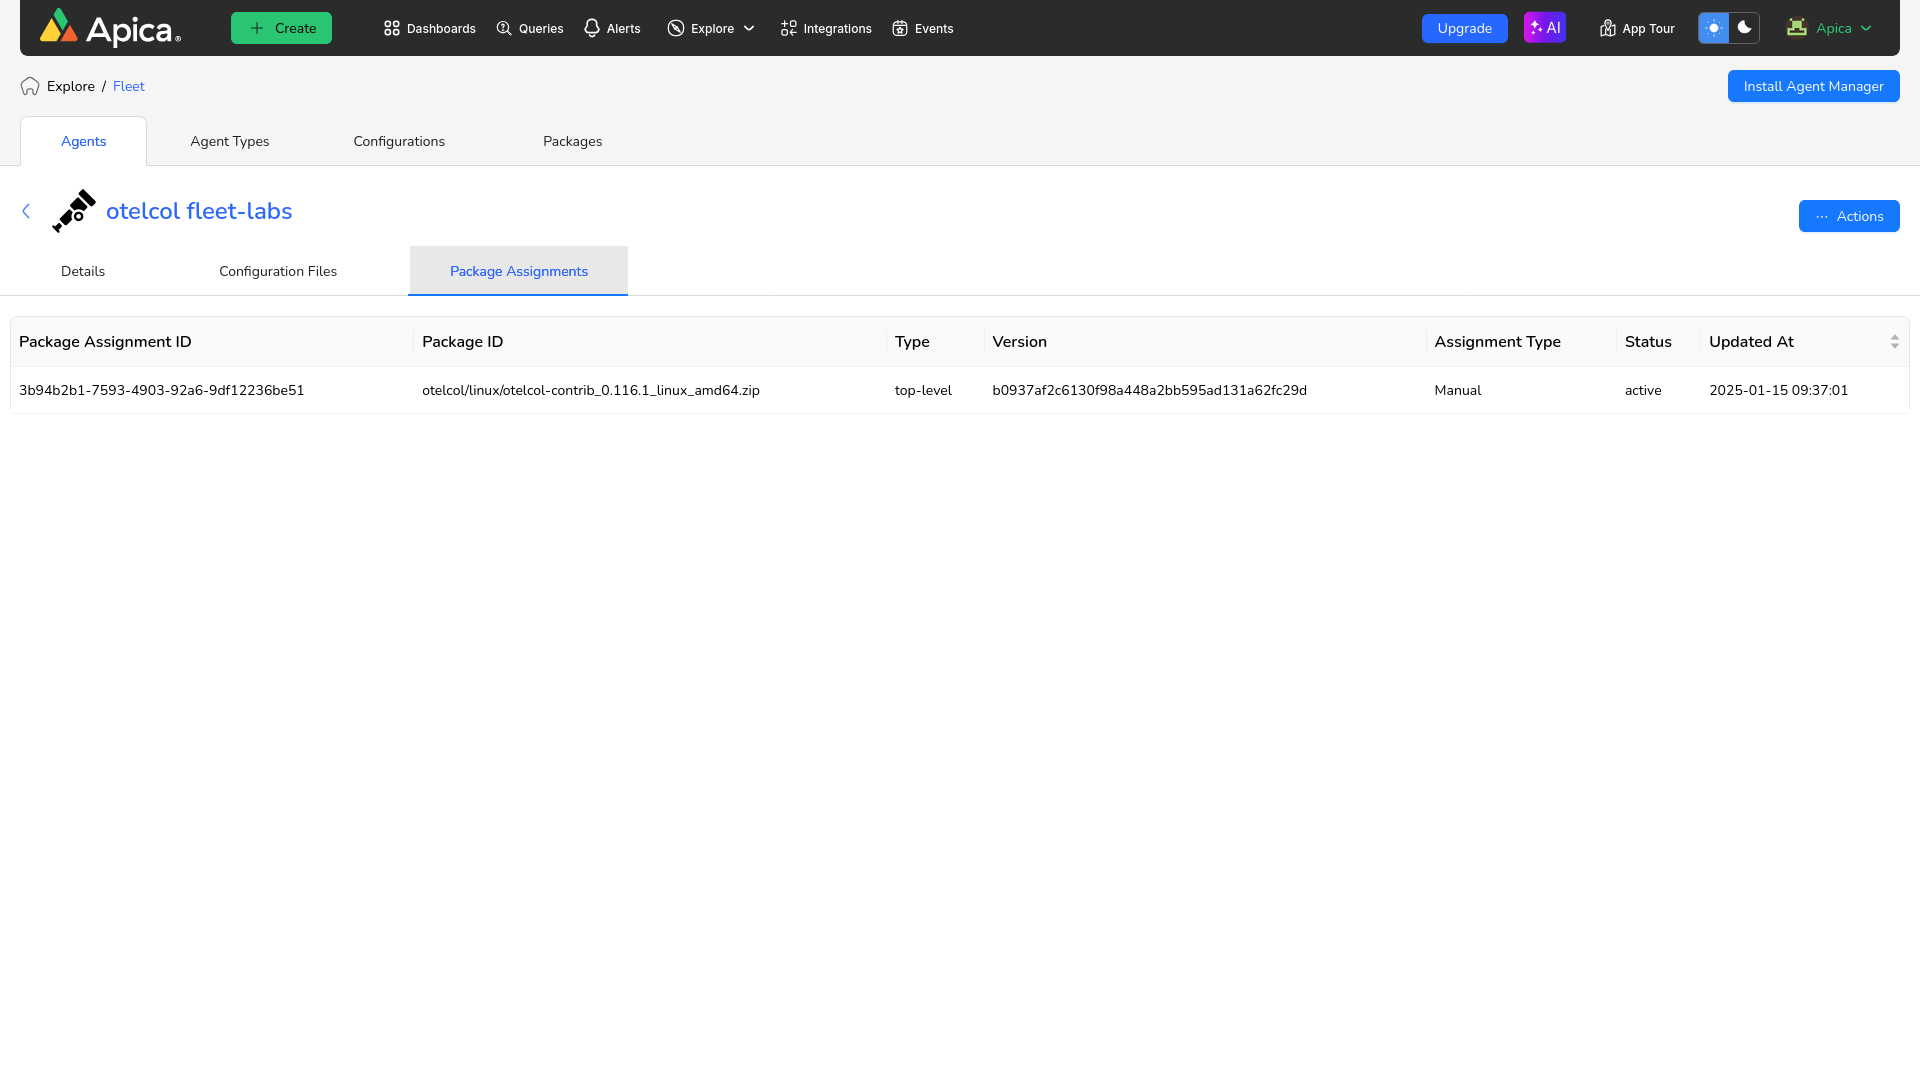 Apica®
Create
Dashboards
Queries
Alerts
Explore
Integrations
Events
Upgrade
AI
App Tour
Apica
Explore / Fleet
Install Agent Manager
Agents
Agent Types
Configurations
Packages
otelcol fleet-labs
··· Actions
Details
Configuration Files
Package Assignments
Package Assignment ID
Package ID
Type
Version
Assignment Type
Status
Updated At
3b94b2b1-7593-4903-92a6-9df12236be51
otelcol/linux/otelcol-contrib_0.116.1_linux_amd64.zip
top-level
b0937af2c6130f98a448a2bb595ad131a62fc29d
Manual
active
2025-01-15 09:37:01